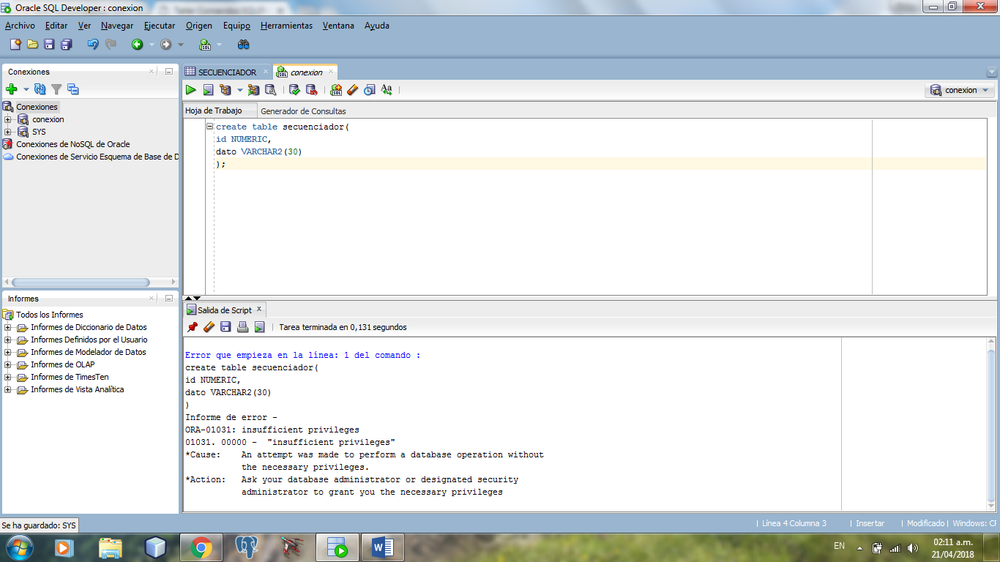 Oracle SQL Developer : conexion
Archivo Editar Ver Navegar Ejecutar Origen Equipo Herramientas Ventana Ayuda
Conexiones
Conexiones
conexion
SYS
Conexiones de NoSQL de Oracle
Conexiones de Servicio Esquema de Base de D
Informes
Todos los Informes
Informes de Diccionario de Datos
Informes Definidos por el Usuario
Informes de Modelador de Datos
Informes de OLAP
Informes de TimesTen
Informes de Vista Analítica
SECUENCIADOR conexion
conexion
Hoja de Trabajo Generador de Consultas
create table secuenciador(
id NUMERIC,
dato VARCHAR2(30)
);
Salida de Script
Tarea terminada en 0,131 segundos
Error que empieza en la línea: 1 del comando :
create table secuenciador(
id NUMERIC,
dato VARCHAR2(30)
)
Informe de error -
ORA-01031: insufficient privileges
01031. 00000 - "insufficient privileges"
*Cause: An attempt was made to perform a database operation without
the necessary privileges.
*Action: Ask your database administrator or designated security
administrator to grant you the necessary privileges
Se ha guardado: SYS
Línea 4 Columna 3 Insertar Modificado Windows: CF
EN
02:11 a.m.
21/04/2018